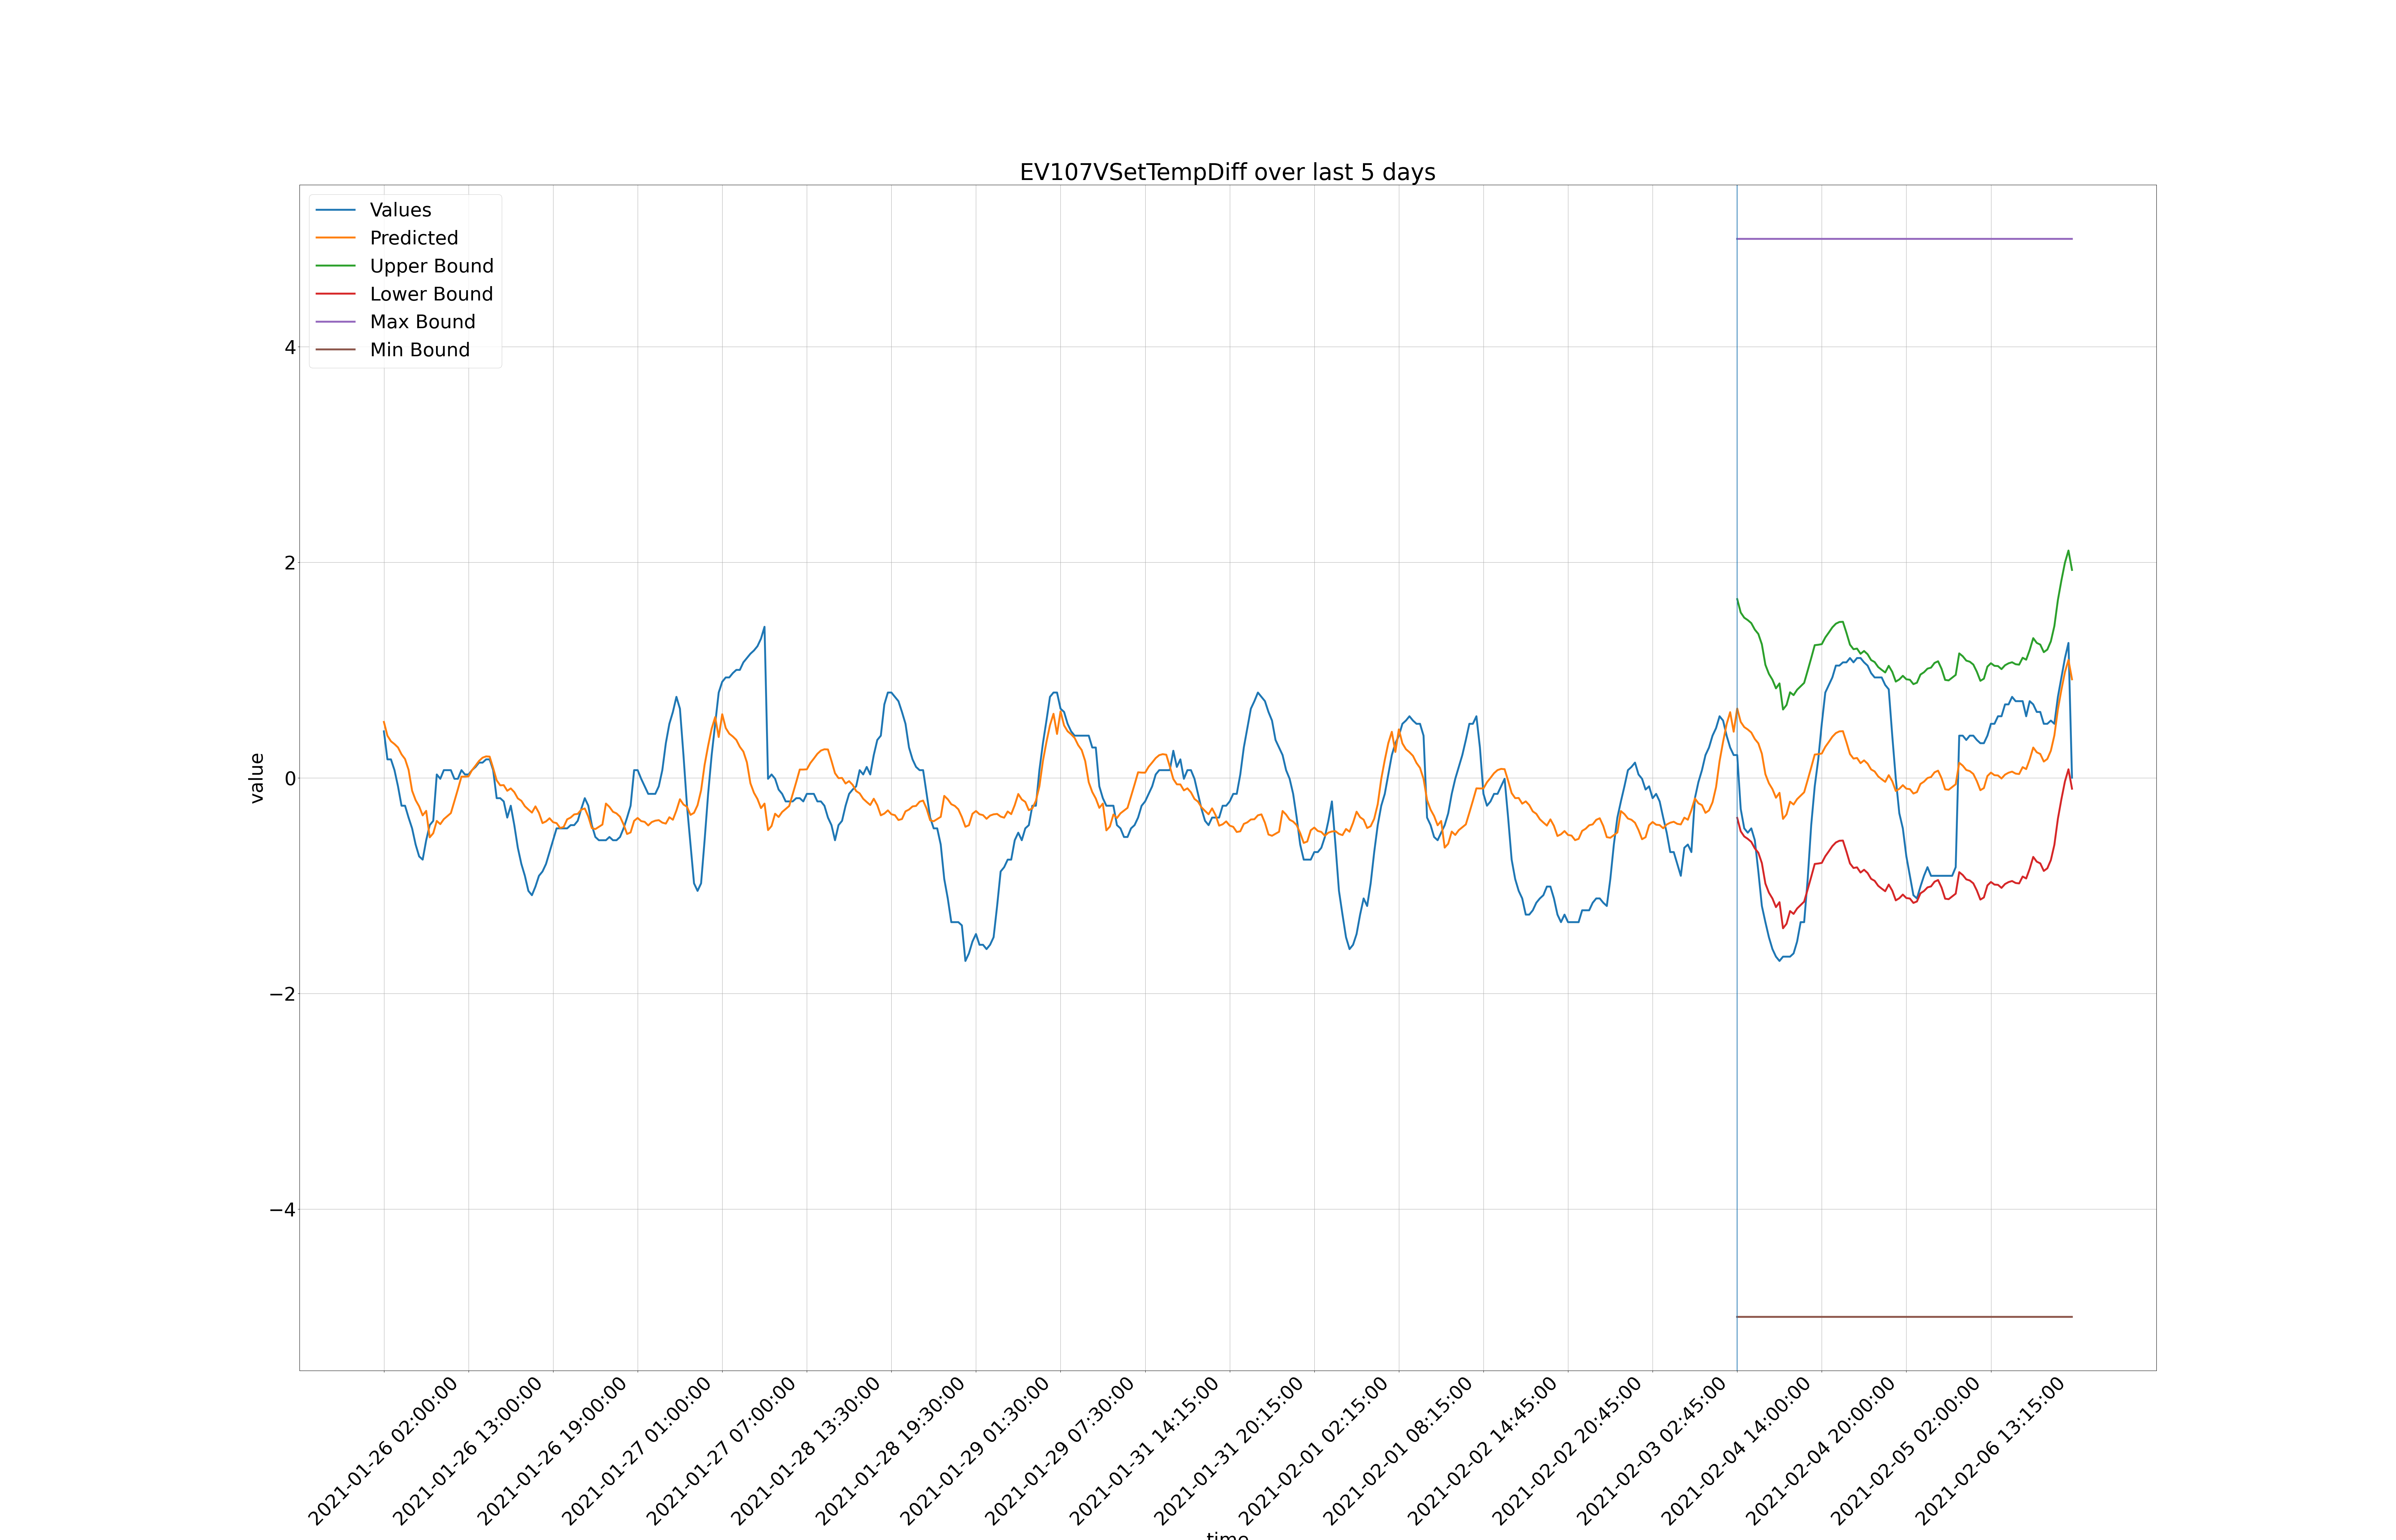 EV107VSetTempDiff over last 5 days
Values
Predicted
Upper Bound
Lower Bound
Max Bound
Min Bound
value
4
2
0
−2
−4
2021-01-26 02:00:00
2021-01-26 13:00:00
2021-01-26 19:00:00
2021-01-27 01:00:00
2021-01-27 07:00:00
2021-01-28 13:30:00
2021-01-28 19:30:00
2021-01-29 01:30:00
2021-01-29 07:30:00
2021-01-31 14:15:00
2021-01-31 20:15:00
2021-02-01 02:15:00
2021-02-01 08:15:00
2021-02-02 14:45:00
2021-02-02 20:45:00
2021-02-03 02:45:00
2021-02-04 14:00:00
2021-02-04 20:00:00
2021-02-05 02:00:00
2021-02-06 13:15:00
time